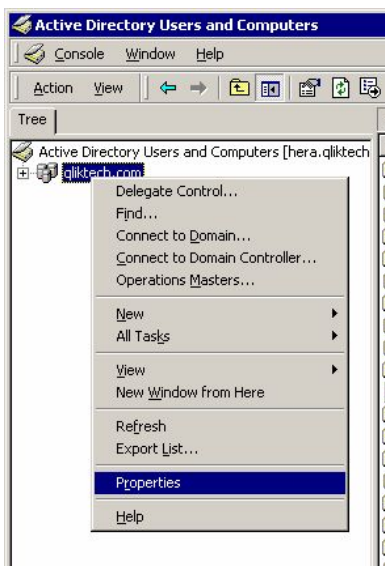 Active Directory Users and Computers
Console Window Help
Action View
Tree
Active Directory Users and Computers [hera.qliktech
qliktech.com
Delegate Control...
Find...
Connect to Domain...
Connect to Domain Controller...
Operations Masters...
New
All Tasks
View
New Window from Here
Refresh
Export List...
Properties
Help